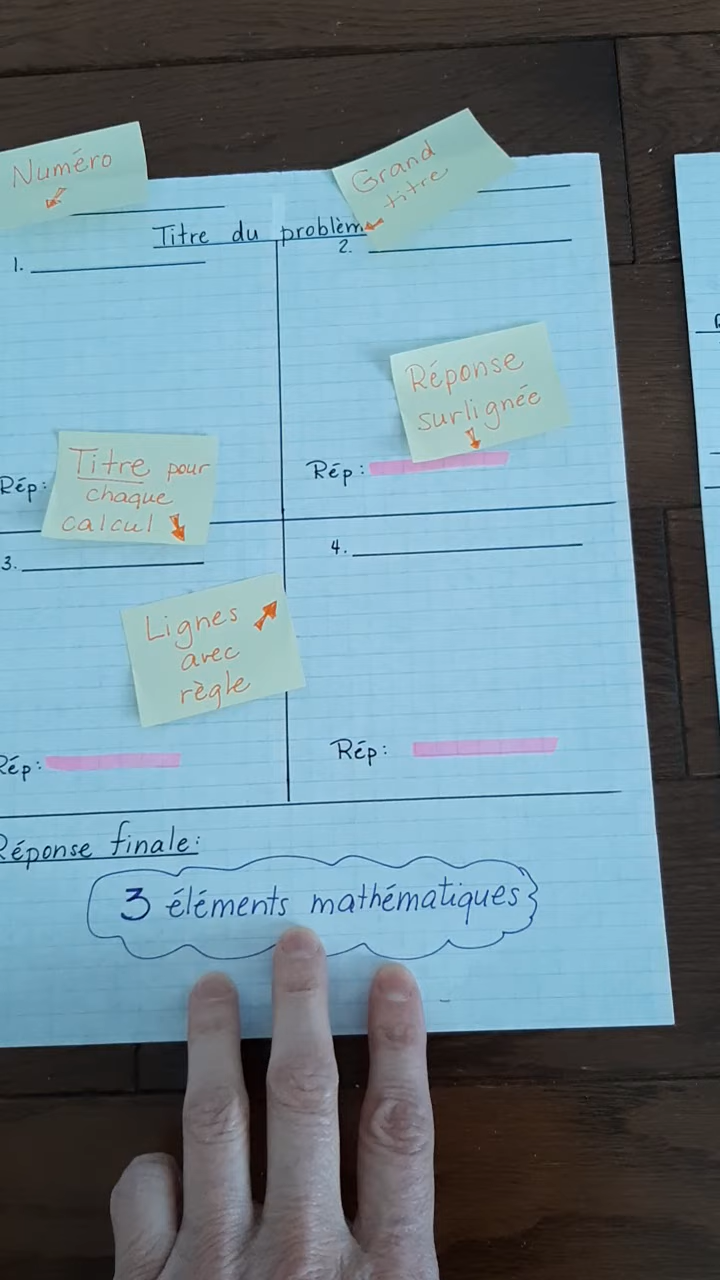 Numéro
Grand
titre
Titre du problèm
1.
2.
Réponse
surlignée
Rép:
Rép:
Titre pour
chaque
calcul
3.
4.
Lignes
avec
règle
Rép:
Rép:
Réponse finale:
3 éléments mathématiques